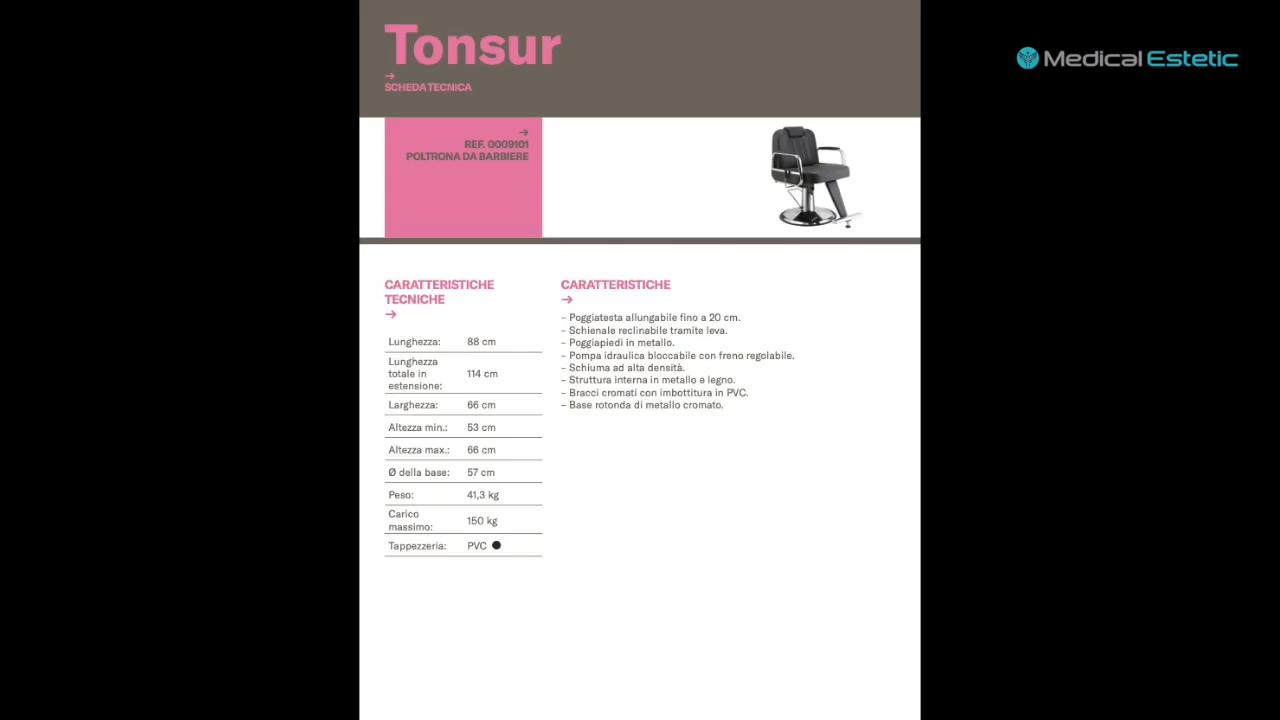 Tonsur
→
SCHEDA TECNICA
Medical Estetic
→
REF. 0009101
POLTRONA DA BARBIERE
CARATTERISTICHE
TECNICHE
→
Lunghezza: 88 cm
Lunghezza
totale in
estensione: 114 cm
Larghezza: 66 cm
Altezza min.: 53 cm
Altezza max.: 66 cm
Ø della base: 57 cm
Peso: 41,3 kg
Carico
massimo: 150 kg
Tappezzeria: PVC
CARATTERISTICHE
→
– Poggiatesta allungabile fino a 20 cm.
– Schienale reclinabile tramite leva.
– Poggiapiedi in metallo.
– Pompa idraulica bloccabile con freno regolabile.
– Schiuma ad alta densità.
– Struttura interna in metallo e legno.
– Bracci cromati con imbottitura in PVC.
– Base rotonda di metallo cromato.